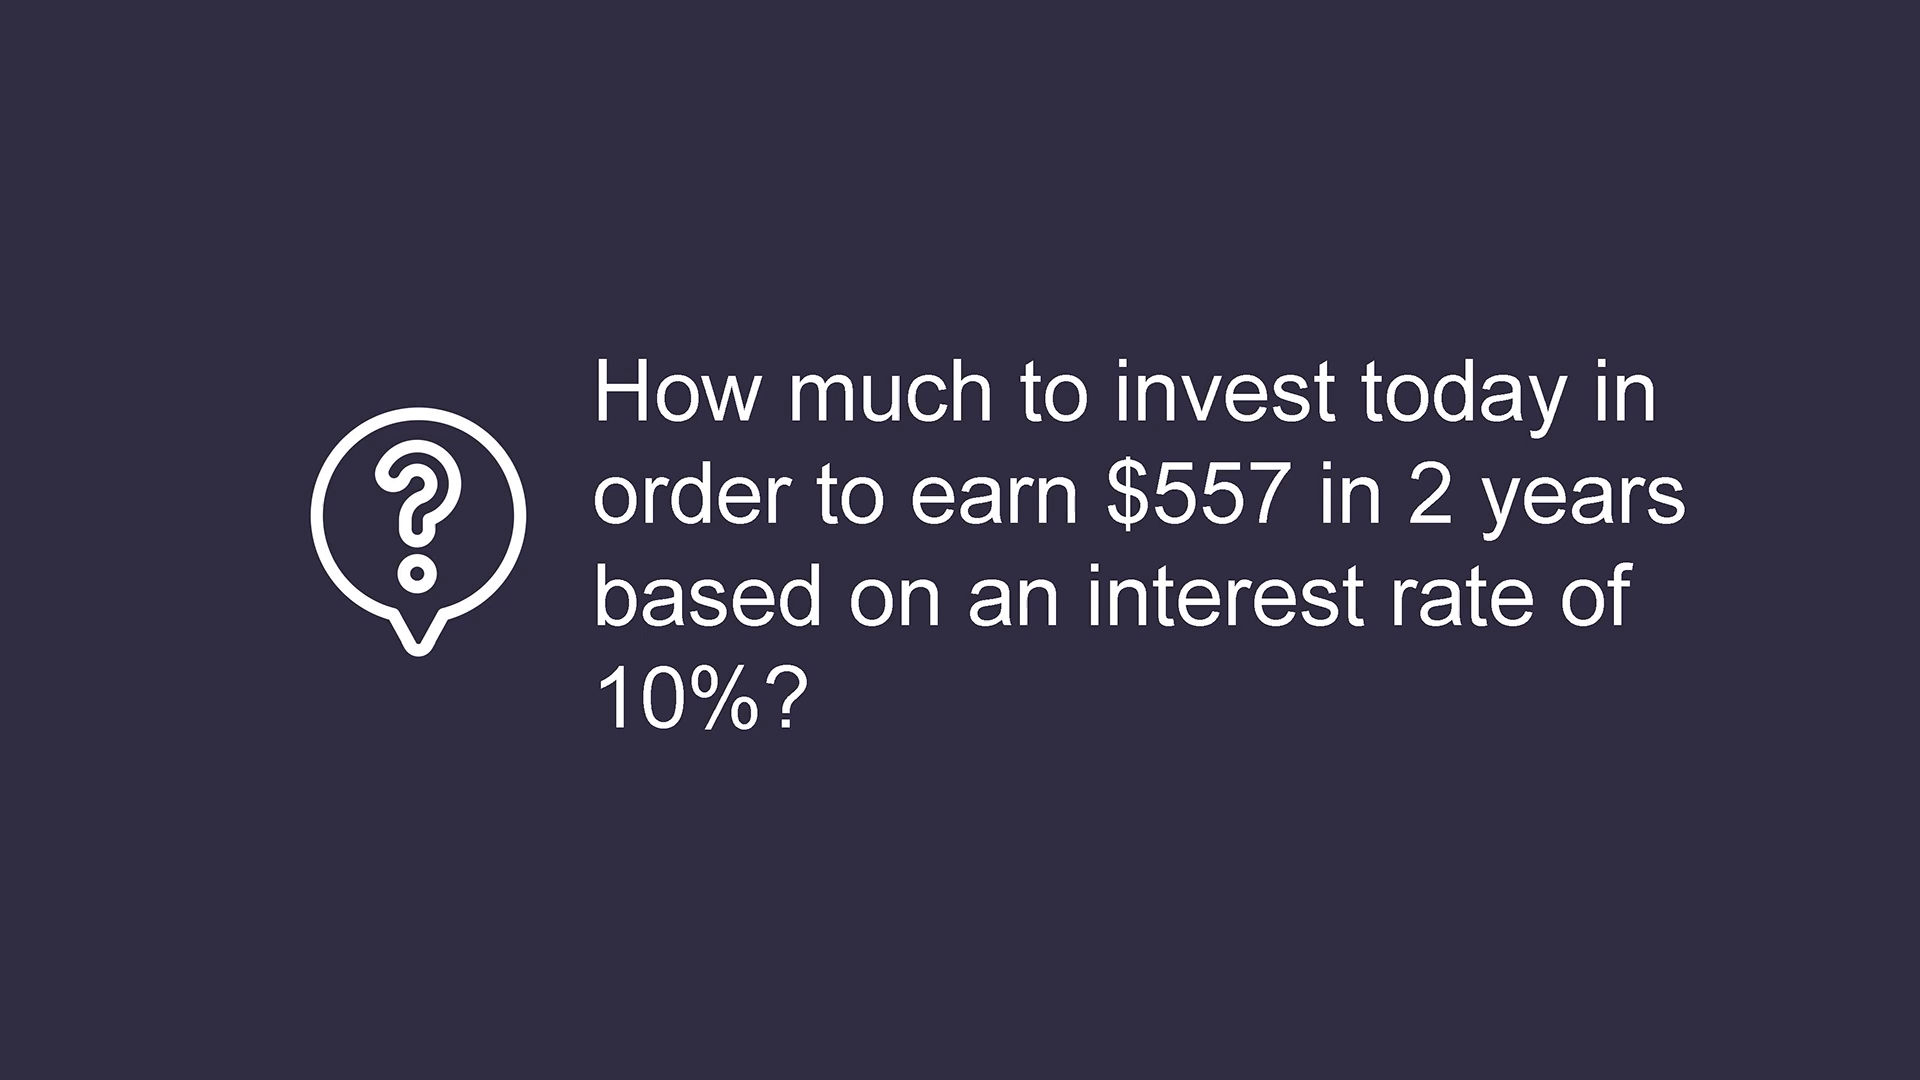 How much to invest today in
order to earn $557 in 2 years
based on an interest rate of
10%?